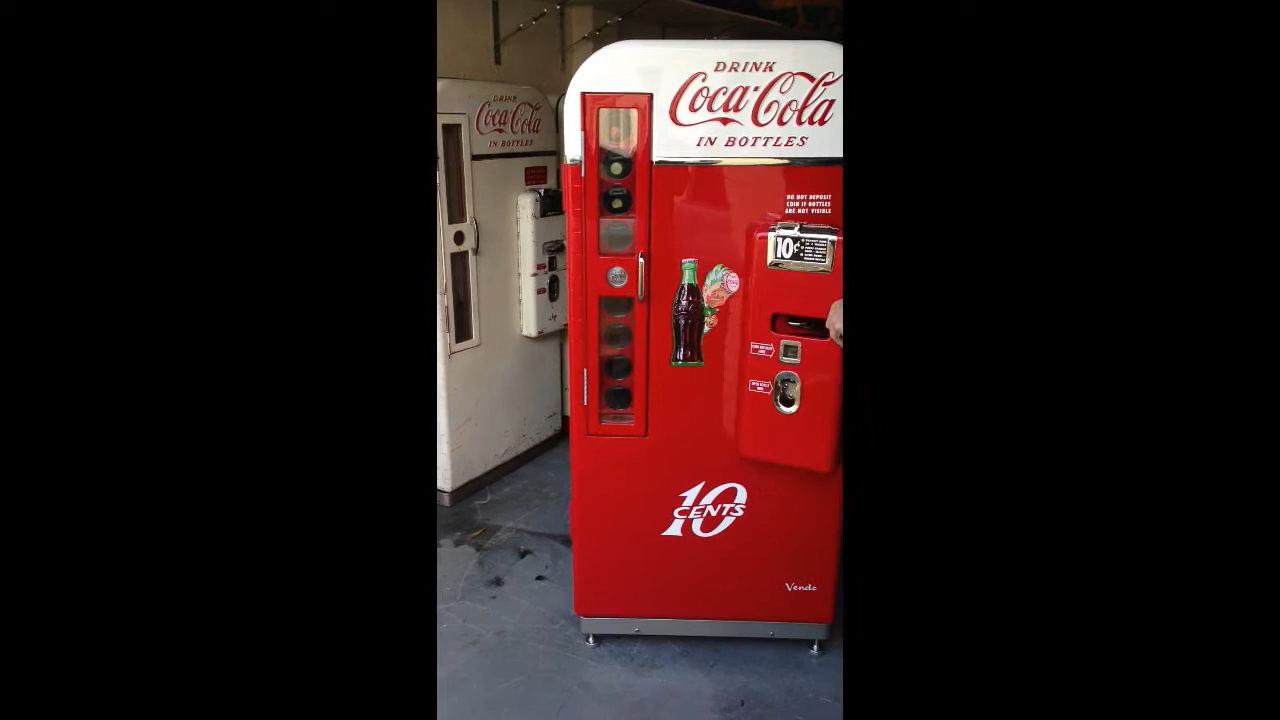 DRINK
Coca-Cola
IN BOTTLES
DRINK
Coca-Cola
IN BOTTLES
DO NOT DEPOSIT
COIN IF BOTTLES
ARE NOT VISIBLE
10¢
10
CENTS
Vendo